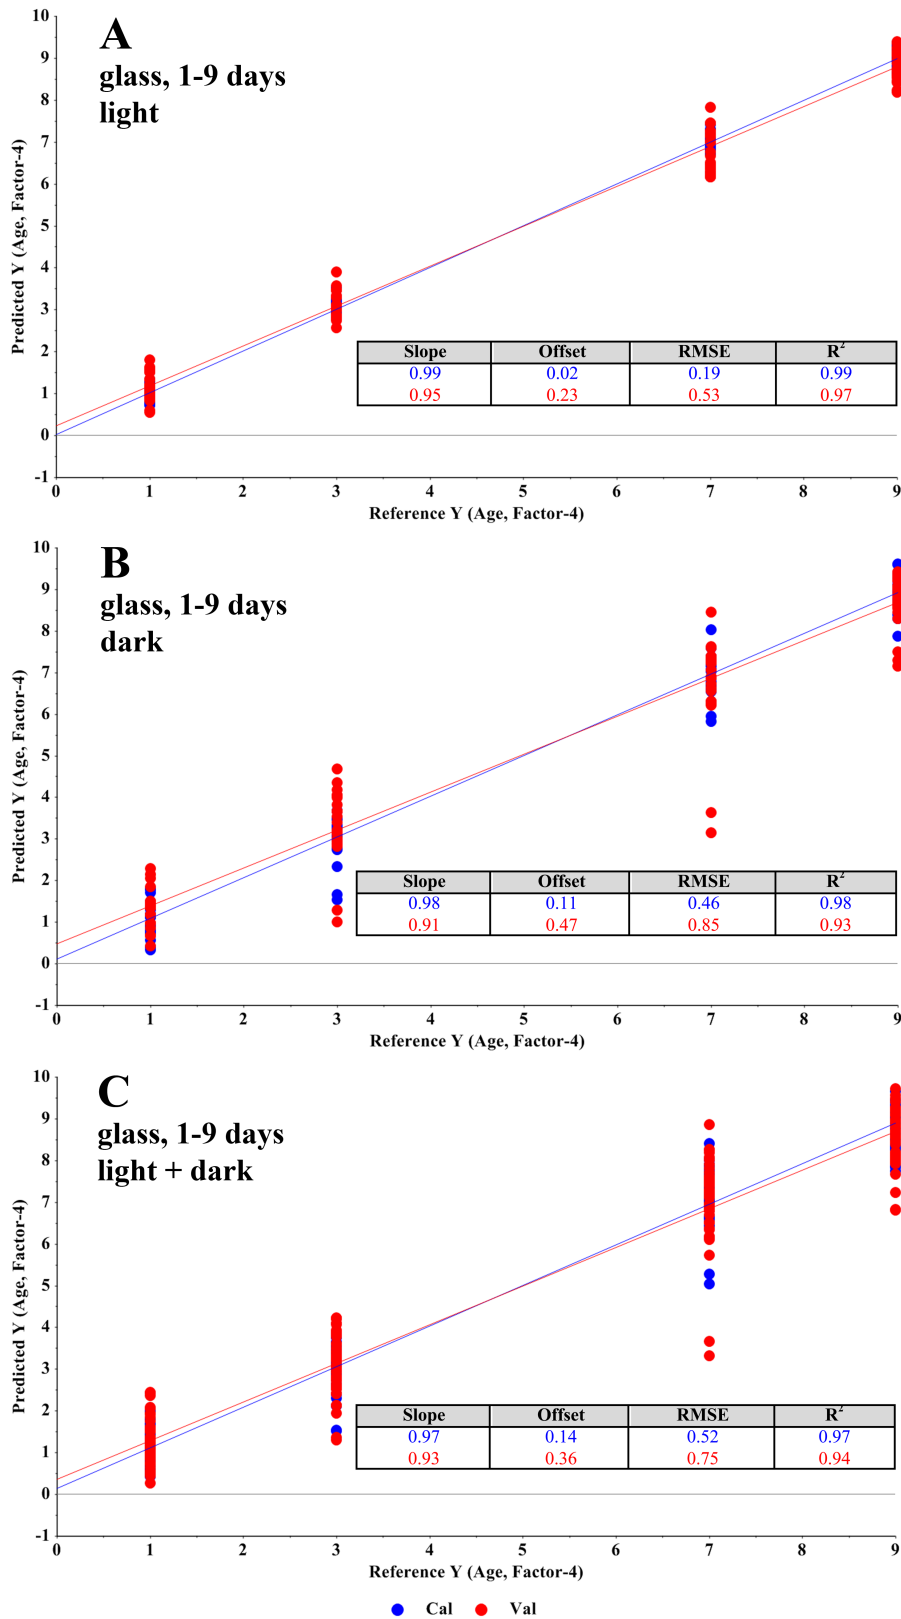 A
glass, 1-9 days
light
10
9
8
7
6
5
4
3
2
1
0
-1
Predicted Y (Age, Factor-4)
Slope Offset RMSE R²
0.99 0.02 0.19 0.99
0.95 0.23 0.53 0.97
0 1 2 3 4 5 6 7 8 9
Reference Y (Age, Factor-4)
B
glass, 1-9 days
dark
10
9
8
7
6
5
4
3
2
1
0
-1
Predicted Y (Age, Factor-4)
Slope Offset RMSE R²
0.98 0.11 0.46 0.98
0.91 0.47 0.85 0.93
0 1 2 3 4 5 6 7 8 9
Reference Y (Age, Factor-4)
C
glass, 1-9 days
light + dark
10
9
8
7
6
5
4
3
2
1
0
-1
Predicted Y (Age, Factor-4)
Slope Offset RMSE R²
0.97 0.14 0.52 0.97
0.93 0.36 0.75 0.94
0 1 2 3 4 5 6 7 8 9
Reference Y (Age, Factor-4)
Cal Val